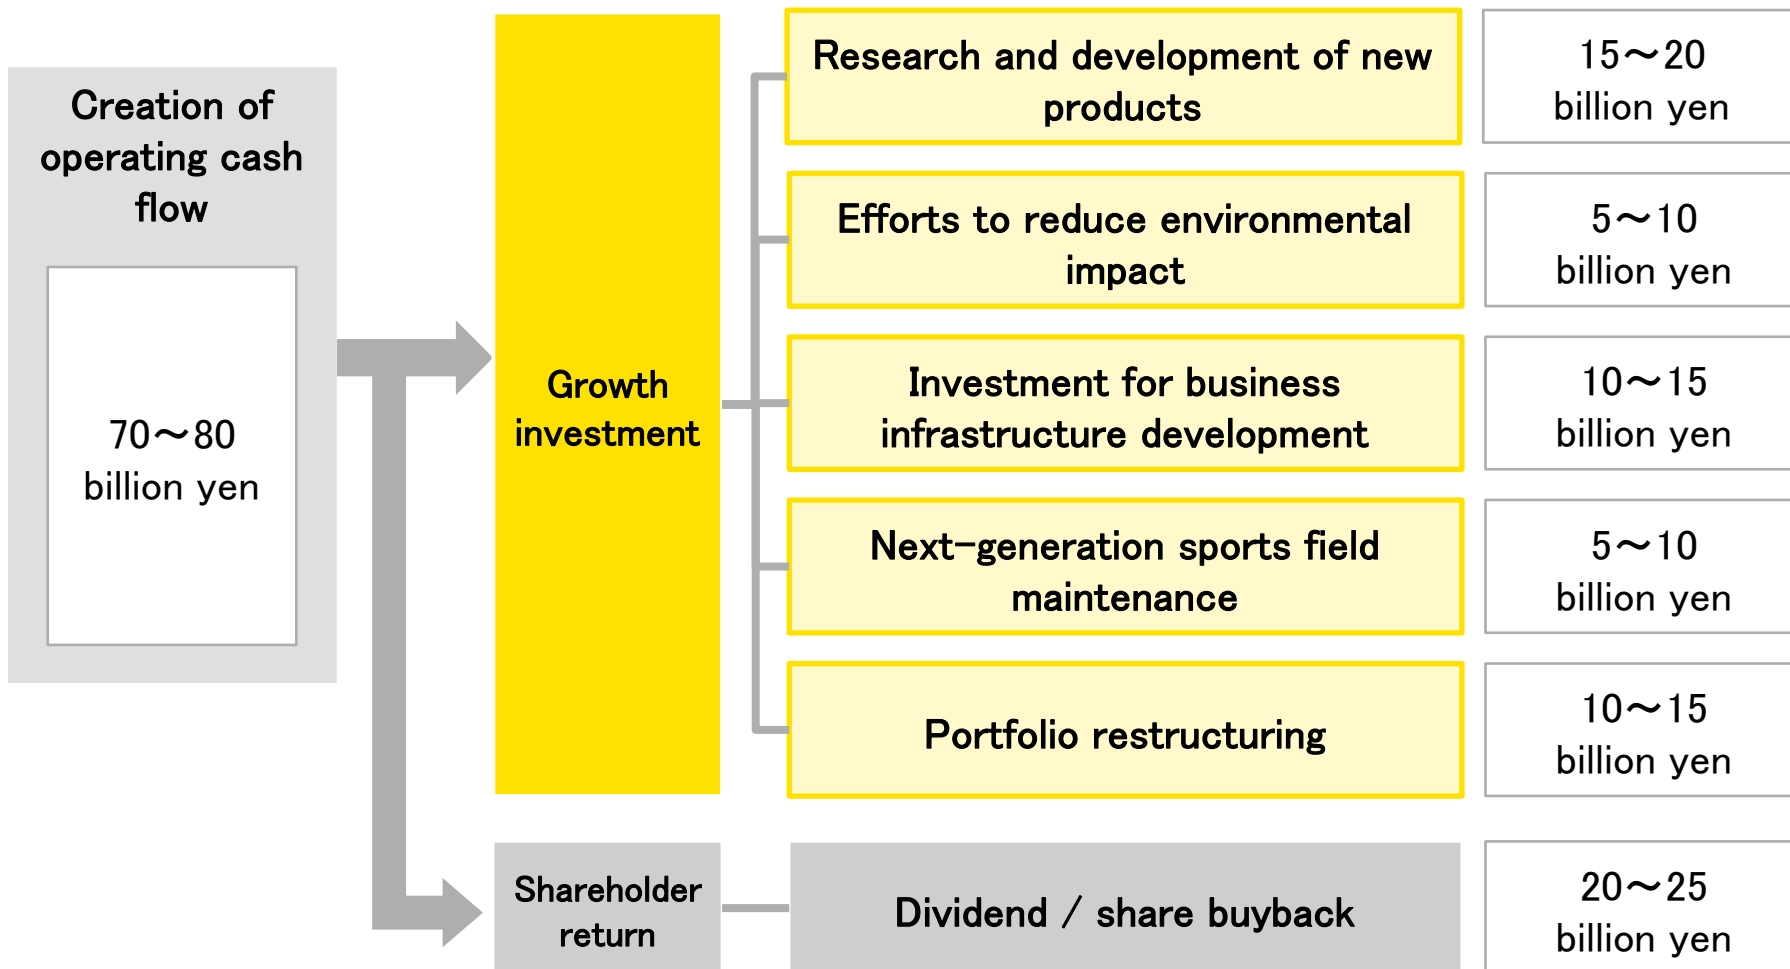 Creation of
operating cash
flow
70～80
billion yen
Growth
investment
Research and development of new
products
15～20
billion yen
Efforts to reduce environmental
impact
5～10
billion yen
Investment for business
infrastructure development
10～15
billion yen
Next-generation sports field
maintenance
5～10
billion yen
Portfolio restructuring
10～15
billion yen
Shareholder
return
Dividend / share buyback
20～25
billion yen